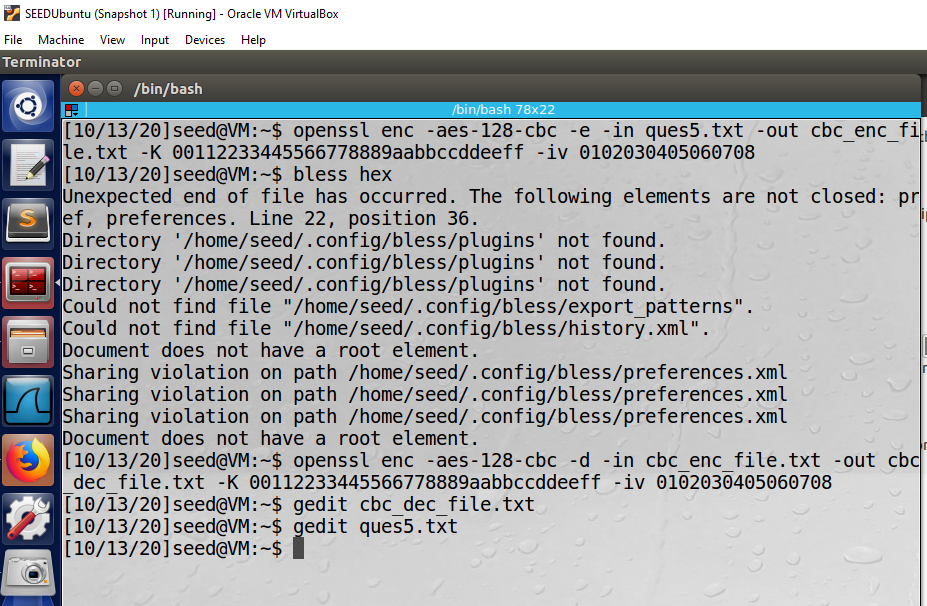 SEEDUbuntu (Snapshot 1) [Running] - Oracle VM VirtualBox
File Machine View Input Devices Help
Terminator
/bin/bash
/bin/bash 78x22
[10/13/20]seed@VM:~$ openssl enc -aes-128-cbc -e -in ques5.txt -out cbc_enc_fi
le.txt -K 00112233445566778889aabbccddeeff -iv 0102030405060708
[10/13/20]seed@VM:~$ bless hex
Unexpected end of file has occurred. The following elements are not closed: pr
ef, preferences. Line 22, position 36.
Directory '/home/seed/.config/bless/plugins' not found.
Directory '/home/seed/.config/bless/plugins' not found.
Directory '/home/seed/.config/bless/plugins' not found.
Could not find file "/home/seed/.config/bless/export_patterns".
Could not find file "/home/seed/.config/bless/history.xml".
Document does not have a root element.
Sharing violation on path /home/seed/.config/bless/preferences.xml
Sharing violation on path /home/seed/.config/bless/preferences.xml
Sharing violation on path /home/seed/.config/bless/preferences.xml
Document does not have a root element.
[10/13/20]seed@VM:~$ openssl enc -aes-128-cbc -d -in cbc_enc_file.txt -out cbc
_dec_file.txt -K 00112233445566778889aabbccddeeff -iv 0102030405060708
[10/13/20]seed@VM:~$ gedit cbc_dec_file.txt
[10/13/20]seed@VM:~$ gedit ques5.txt
[10/13/20]seed@VM:~$